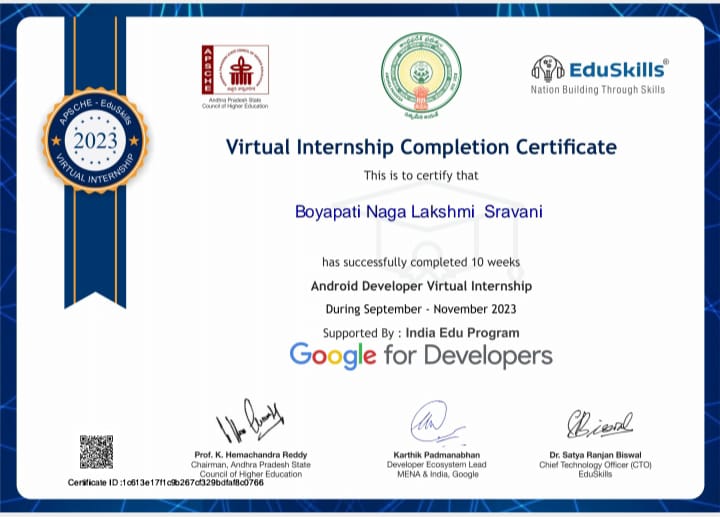 APSCHE
Andhra Pradesh State
Council of Higher Education
EduSkills®
Nation Building Through Skills
APSCHE - EduSkills
2023
VIRTUAL INTERNSHIP
Virtual Internship Completion Certificate
This is to certify that
Boyapati Naga Lakshmi Sravani
has successfully completed 10 weeks
Android Developer Virtual Internship
During September - November 2023
Supported By : India Edu Program
Google for Developers
Prof. K. Hemachandra Reddy
Chairman, Andhra Pradesh State
Council of Higher Education
Karthik Padmanabhan
Developer Ecosystem Lead
MENA & India, Google
Dr. Satya Ranjan Biswal
Chief Technology Officer (CTO)
EduSkills
Certificate ID :1c613e17f1c9b267cf329bdfaf8c0766